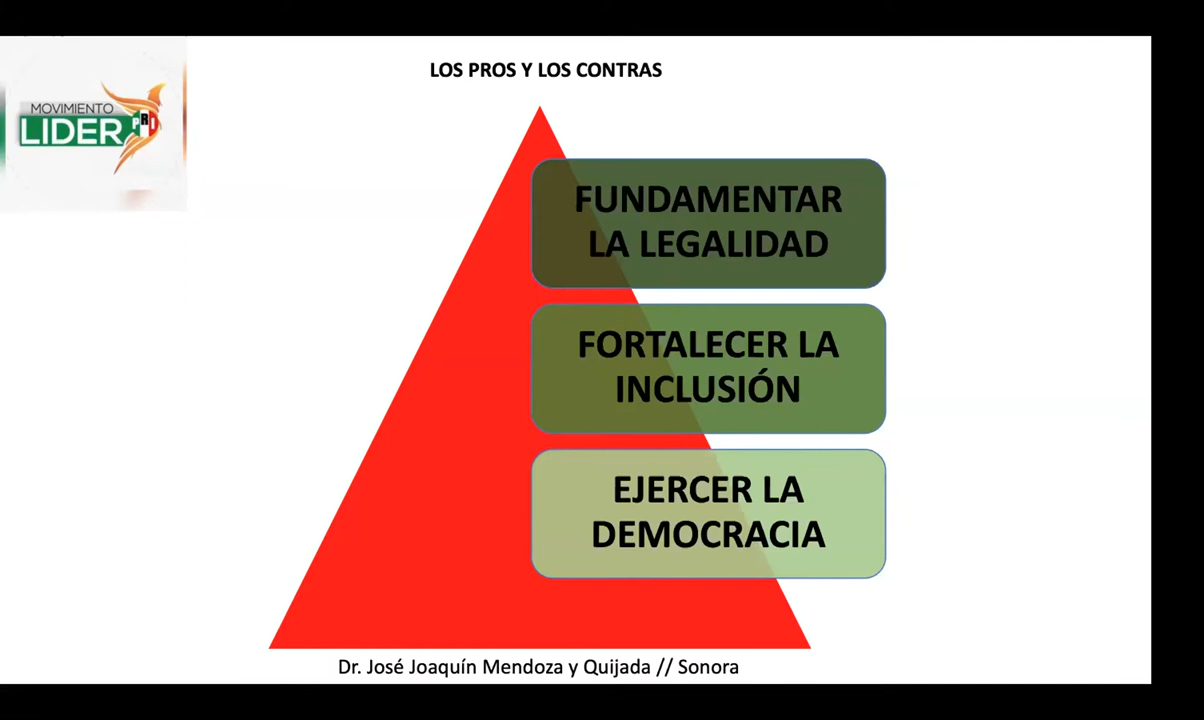 LOS PROS Y LOS CONTRAS
MOVIMIENTO
LIDER
PRI
FUNDAMENTAR
LA LEGALIDAD
FORTALECER LA
INCLUSIÓN
EJERCER LA
DEMOCRACIA
Dr. José Joaquín Mendoza y Quijada // Sonora